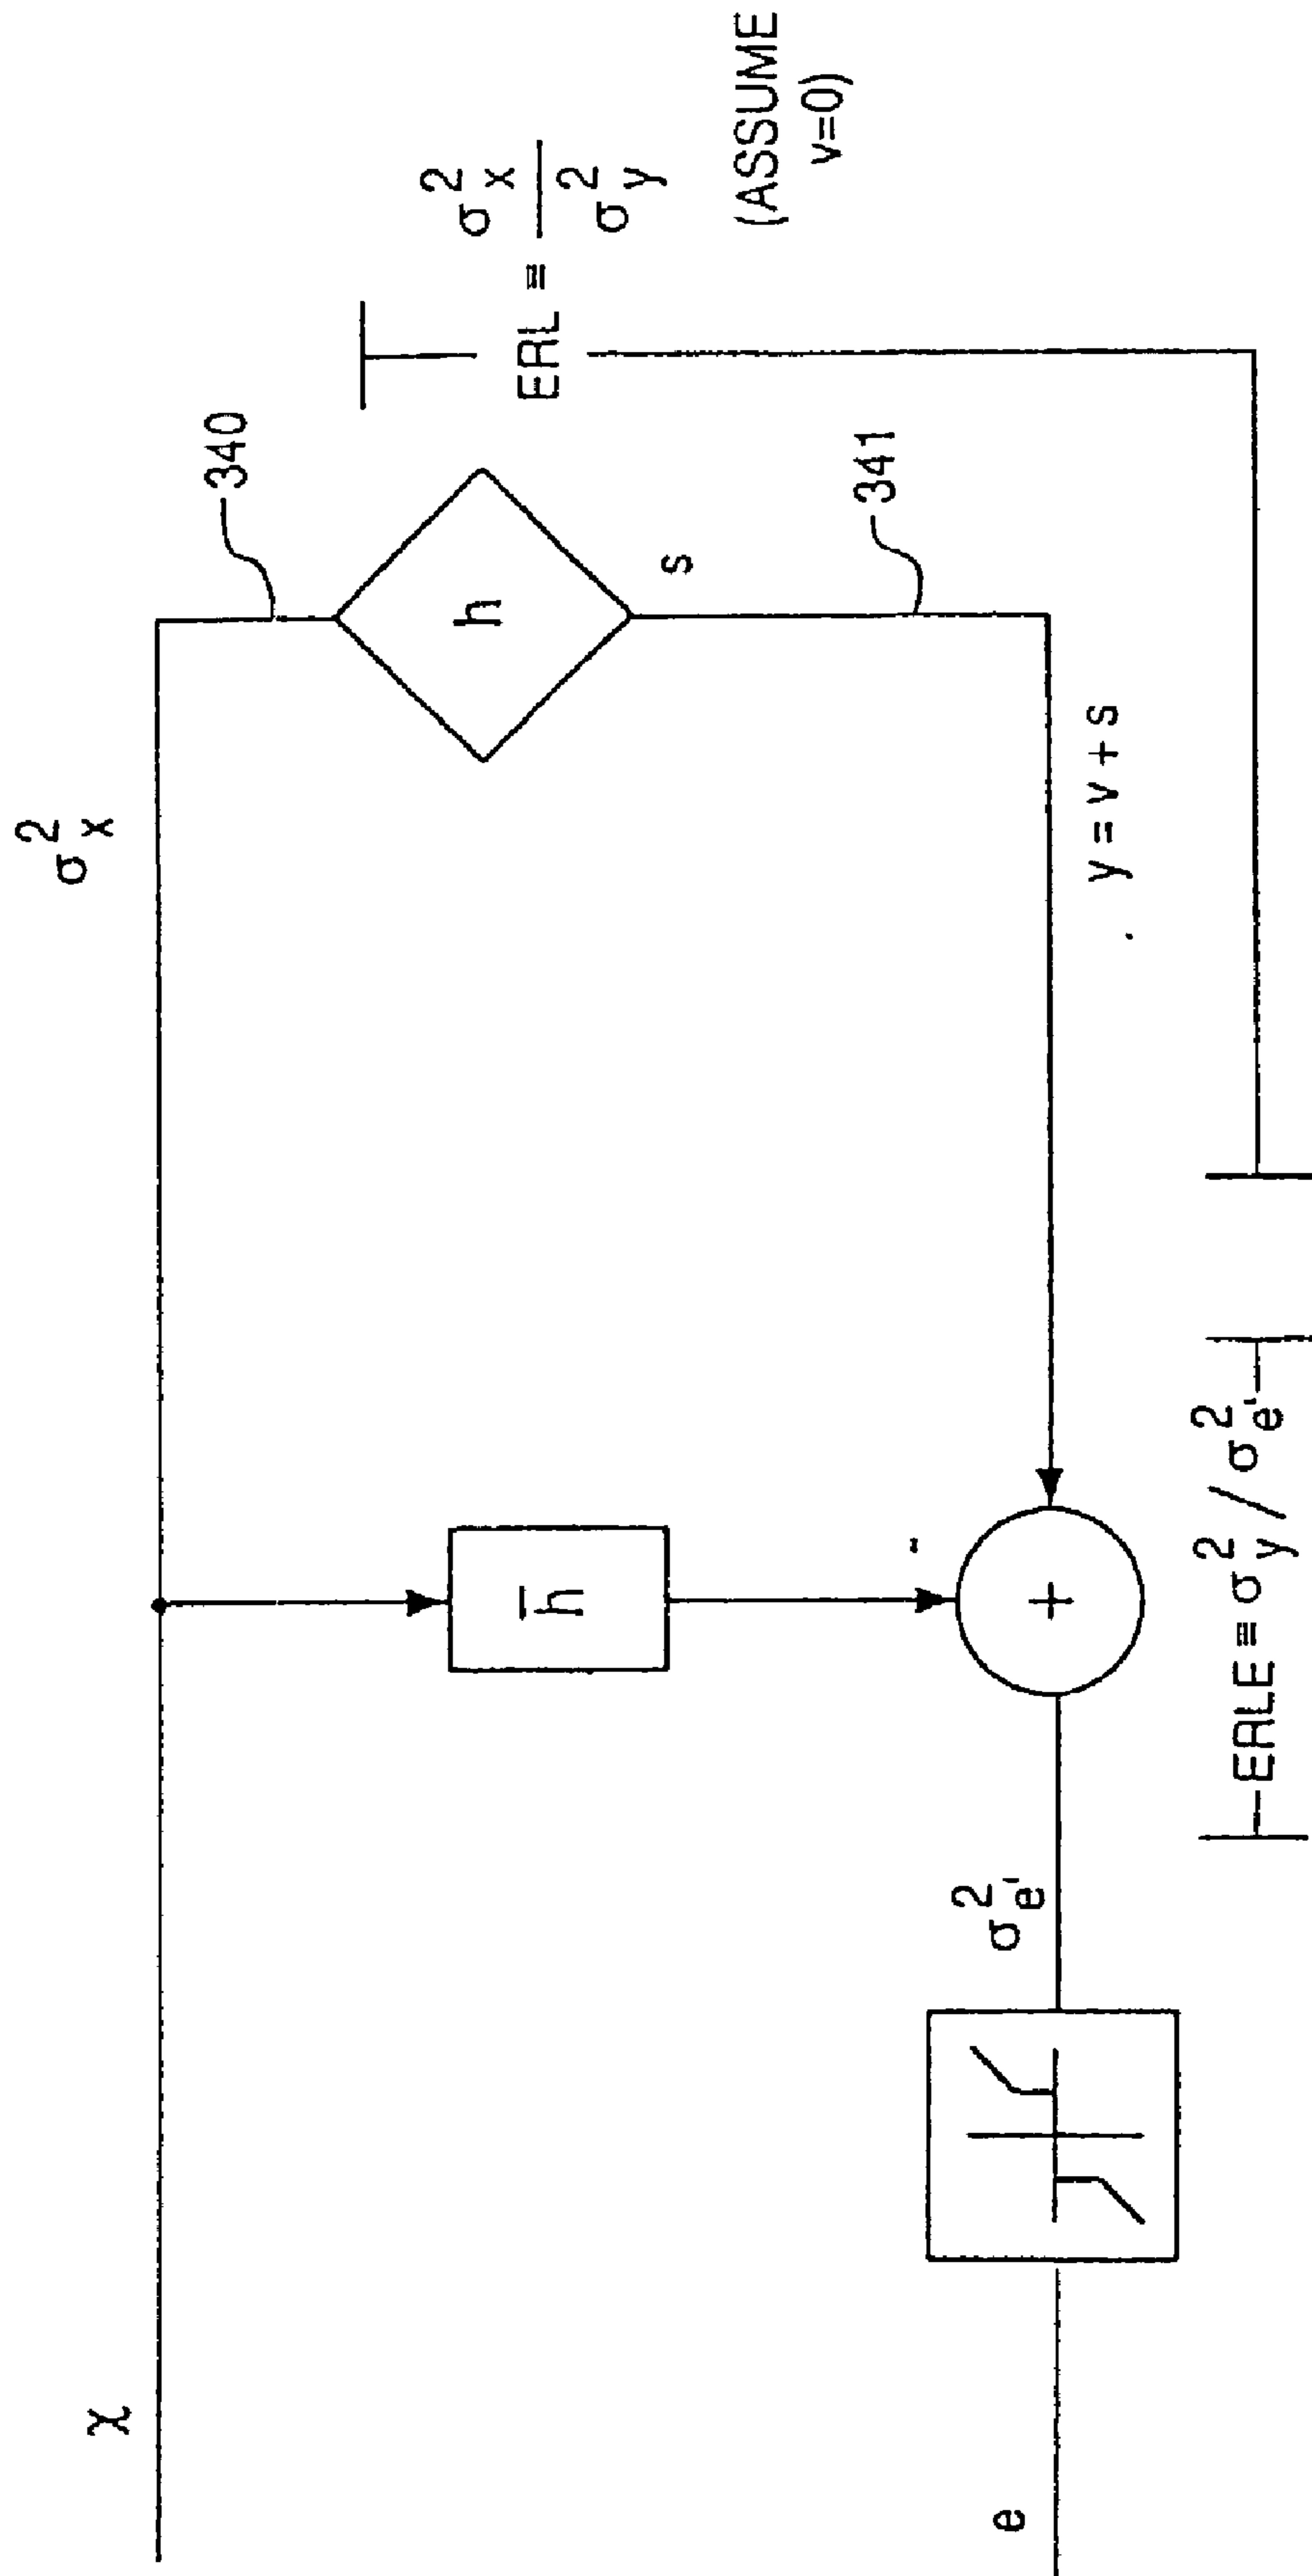 σ²x
χ
340
h
s
ERL = σ²x / σ²y
(ASSUME
v=0)
341
h̅
-
+
y = v + s
σ²e'
e
ERLE = σ²y / σ²e'